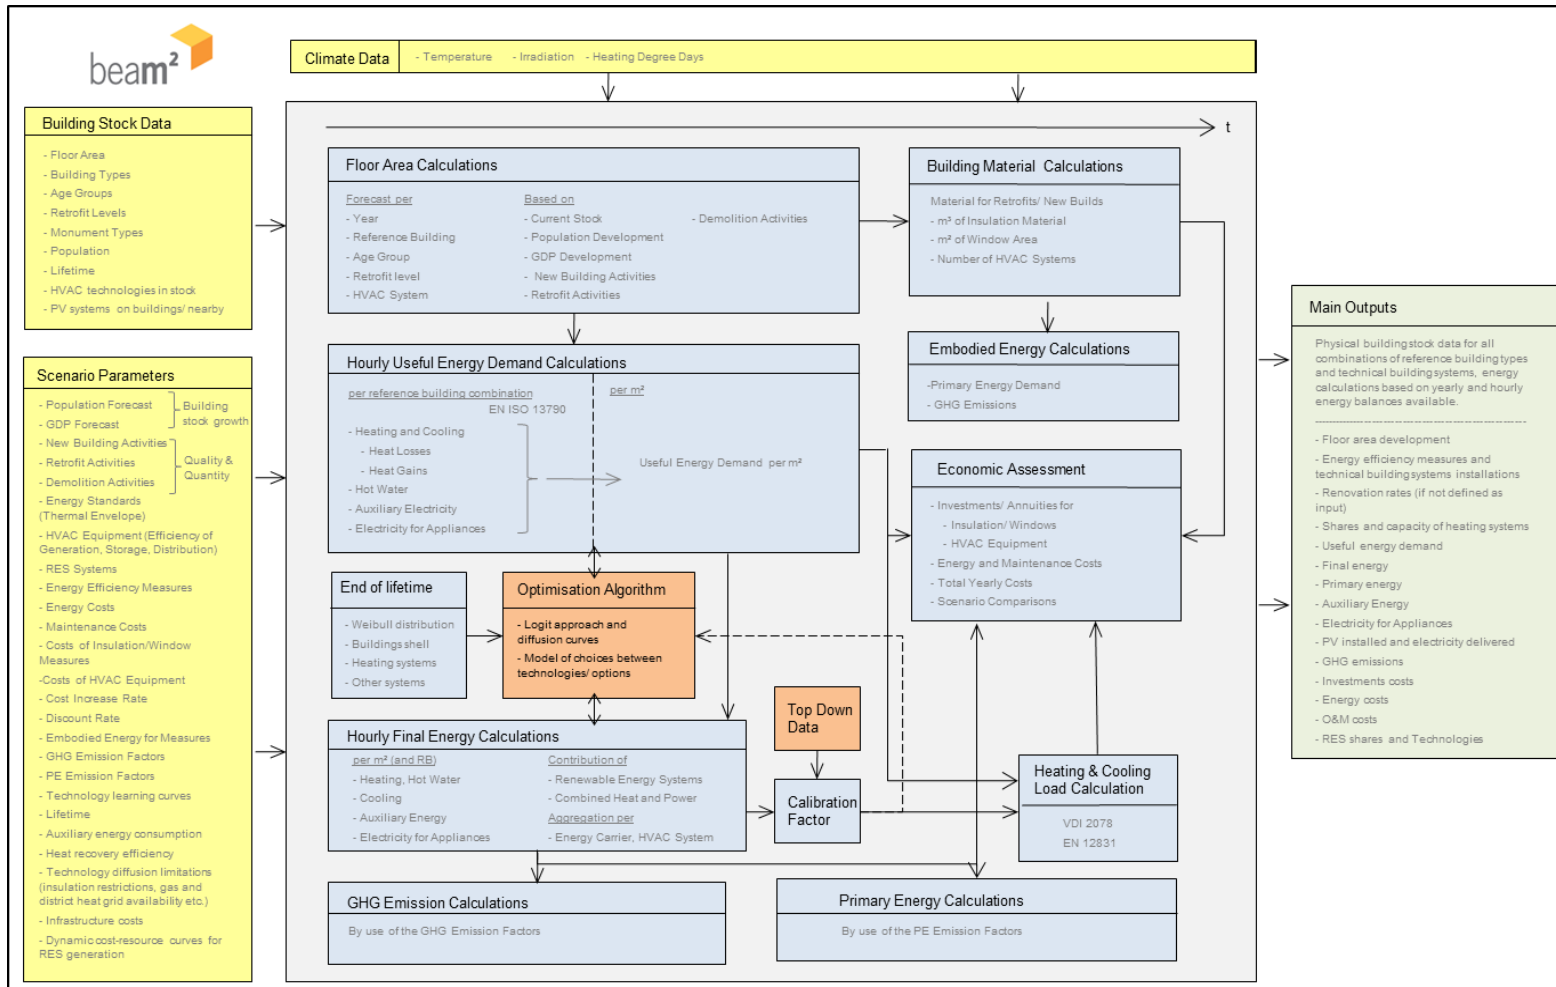 beam²
Climate Data
- Temperature - Irradiation - Heating Degree Days
Building Stock Data
- Floor Area
- Building Types
- Age Groups
- Retrofit Levels
- Monument Types
- Population
- Lifetime
- HVAC technologies in stock
- PV systems on buildings/ nearby
Scenario Parameters
- Population Forecast
- GDP Forecast
Building
stock growth
- New Building Activities
- Retrofit Activities
- Demolition Activities
Quality &
Quantity
- Energy Standards
(Thermal Envelope)
- HVAC Equipment (Efficiency of
Generation, Storage, Distribution)
- RES Systems
- Energy Efficiency Measures
- Energy Costs
- Maintenance Costs
- Costs of Insulation/Window
Measures
-Costs of HVAC Equipment
- Cost Increase Rate
- Discount Rate
- Embodied Energy for Measures
- GHG Emission Factors
- PE Emission Factors
- Technology learning curves
- Lifetime
- Auxiliary energy consumption
- Heat recovery efficiency
- Technology diffusion limitations
(insulation restrictions, gas and
district heat grid availability etc.)
- Infrastructure costs
- Dynamic cost-resource curves for
RES generation
t
Floor Area Calculations
Forecast per
- Year
- Reference Building
- Age Group
- Retrofit level
- HVAC System
Based on
- Current Stock
- Population Development
- GDP Development
- New Building Activities
- Retrofit Activities
- Demolition Activities
Building Material Calculations
Material for Retrofits/ New Builds
- m³ of Insulation Material
- m² of Window Area
- Number of HVAC Systems
Hourly Useful Energy Demand Calculations
per reference building combination
EN ISO 13790
- Heating and Cooling
- Heat Losses
- Heat Gains
- Hot Water
- Auxiliary Electricity
- Electricity for Appliances
per m²
Useful Energy Demand per m²
Embodied Energy Calculations
-Primary Energy Demand
- GHG Emissions
Economic Assessment
- Investments/ Annuities for
- Insulation/ Windows
- HVAC Equipment
- Energy and Maintenance Costs
- Total Yearly Costs
- Scenario Comparisons
End of lifetime
- Weibull distribution
- Buildings shell
- Heating systems
- Other systems
Optimisation Algorithm
- Logit approach and
diffusion curves
- Model of choices between
technologies/ options
Top Down
Data
Hourly Final Energy Calculations
per m² (and RB)
- Heating, Hot Water
- Cooling
- Auxiliary Energy
- Electricity for Appliances
Contribution of
- Renewable Energy Systems
- Combined Heat and Power
Aggregation per
- Energy Carrier, HVAC System
Calibration
Factor
Heating & Cooling
Load Calculation
VDI 2078
EN 12831
GHG Emission Calculations
By use of the GHG Emission Factors
Primary Energy Calculations
By use of the PE Emission Factors
Main Outputs
Physical building stock data for all
combinations of reference building types
and technical building systems, energy
calculations based on yearly and hourly
energy balances available.
- Floor area development
- Energy efficiency measures and
technical building systems installations
- Renovation rates (if not defined as
input)
- Shares and capacity of heating systems
- Useful energy demand
- Final energy
- Primary energy
- Auxiliary Energy
- Electricity for Appliances
- PV installed and electricity delivered
- GHG emissions
- Investments costs
- Energy costs
- O&M costs
- RES shares and Technologies